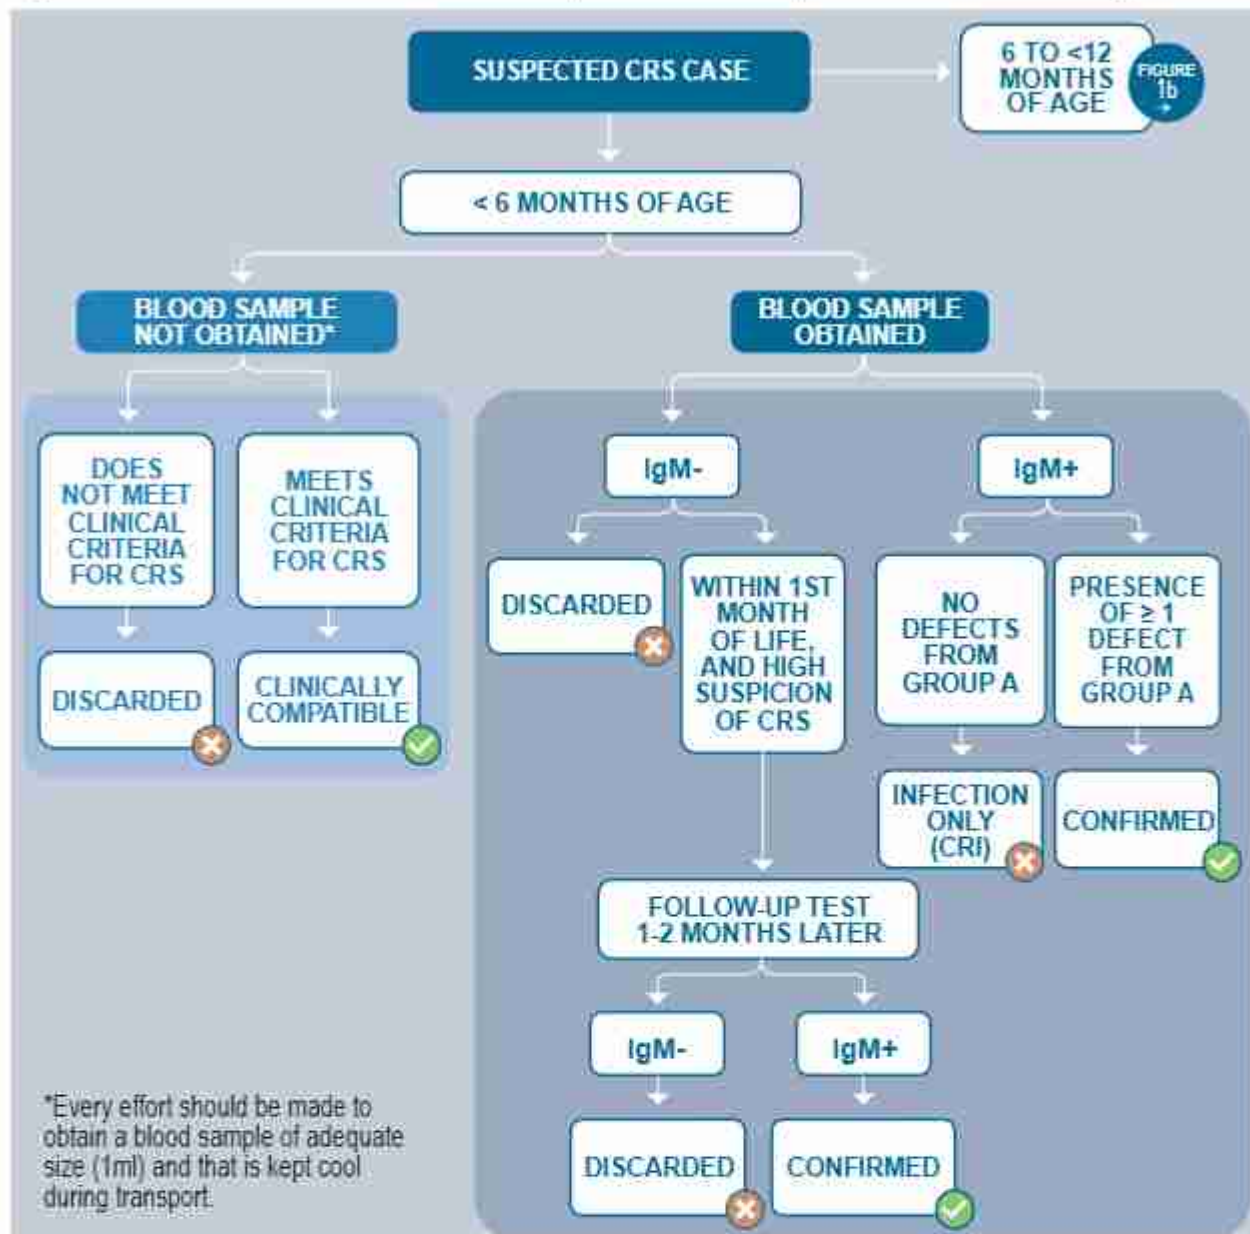 SUSPECTED CRS CASE
6 TO <12
MONTHS
OF AGE
FIGURE
1b
< 6 MONTHS OF AGE
BLOOD SAMPLE
NOT OBTAINED*
BLOOD SAMPLE
OBTAINED
DOES
NOT MEET
CLINICAL
CRITERIA
FOR CRS
MEETS
CLINICAL
CRITERIA
FOR CRS
DISCARDED
CLINICALLY
COMPATIBLE
IgM-
IgM+
DISCARDED
WITHIN 1ST
MONTH
OF LIFE,
AND HIGH
SUSPICION
OF CRS
NO
DEFECTS
FROM
GROUP A
PRESENCE
OF ≥ 1
DEFECT
FROM
GROUP A
INFECTION
ONLY
(CRI)
CONFIRMED
FOLLOW-UP TEST
1-2 MONTHS LATER
IgM-
IgM+
DISCARDED
CONFIRMED
*Every effort should be made to
obtain a blood sample of adequate
size (1ml) and that is kept cool
during transport.